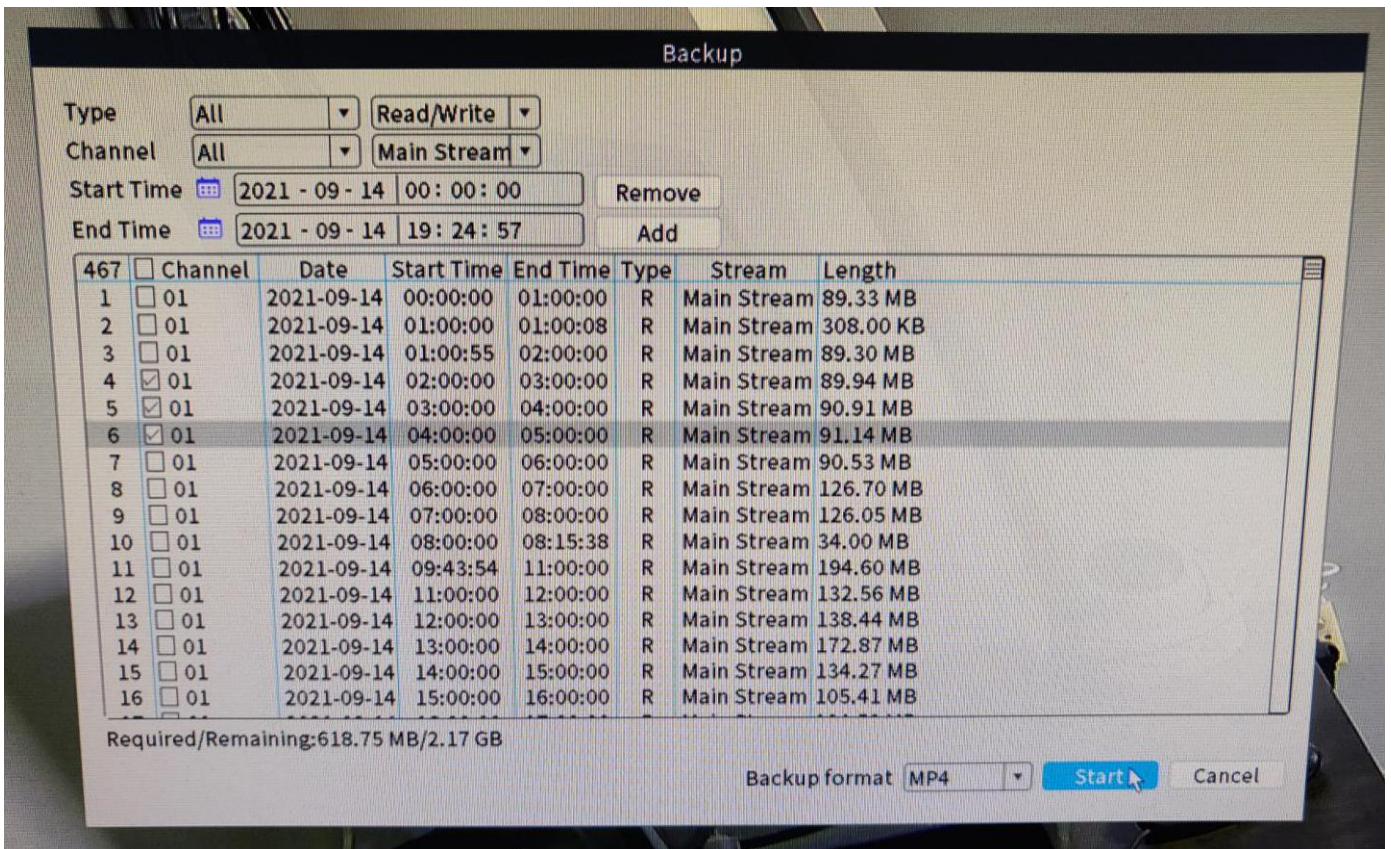 Backup
Type All Read/Write
Channel All Main Stream
Start Time 2021 - 09 - 14 00 : 00 : 00 Remove
End Time 2021 - 09 - 14 19 : 24 : 57 Add
467 Channel Date Start Time End Time Type Stream Length
1 01 2021-09-14 00:00:00 01:00:00 R Main Stream 89.33 MB
2 01 2021-09-14 01:00:00 01:00:08 R Main Stream 308.00 KB
3 01 2021-09-14 01:00:55 02:00:00 R Main Stream 89.30 MB
4 01 2021-09-14 02:00:00 03:00:00 R Main Stream 89.94 MB
5 01 2021-09-14 03:00:00 04:00:00 R Main Stream 90.91 MB
6 01 2021-09-14 04:00:00 05:00:00 R Main Stream 91.14 MB
7 01 2021-09-14 05:00:00 06:00:00 R Main Stream 90.53 MB
8 01 2021-09-14 06:00:00 07:00:00 R Main Stream 126.70 MB
9 01 2021-09-14 07:00:00 08:00:00 R Main Stream 126.05 MB
10 01 2021-09-14 08:00:00 08:15:38 R Main Stream 34.00 MB
11 01 2021-09-14 09:43:54 11:00:00 R Main Stream 194.60 MB
12 01 2021-09-14 11:00:00 12:00:00 R Main Stream 132.56 MB
13 01 2021-09-14 12:00:00 13:00:00 R Main Stream 138.44 MB
14 01 2021-09-14 13:00:00 14:00:00 R Main Stream 172.87 MB
15 01 2021-09-14 14:00:00 15:00:00 R Main Stream 134.27 MB
16 01 2021-09-14 15:00:00 16:00:00 R Main Stream 105.41 MB
Required/Remaining:618.75 MB/2.17 GB
Backup format MP4 Start Cancel